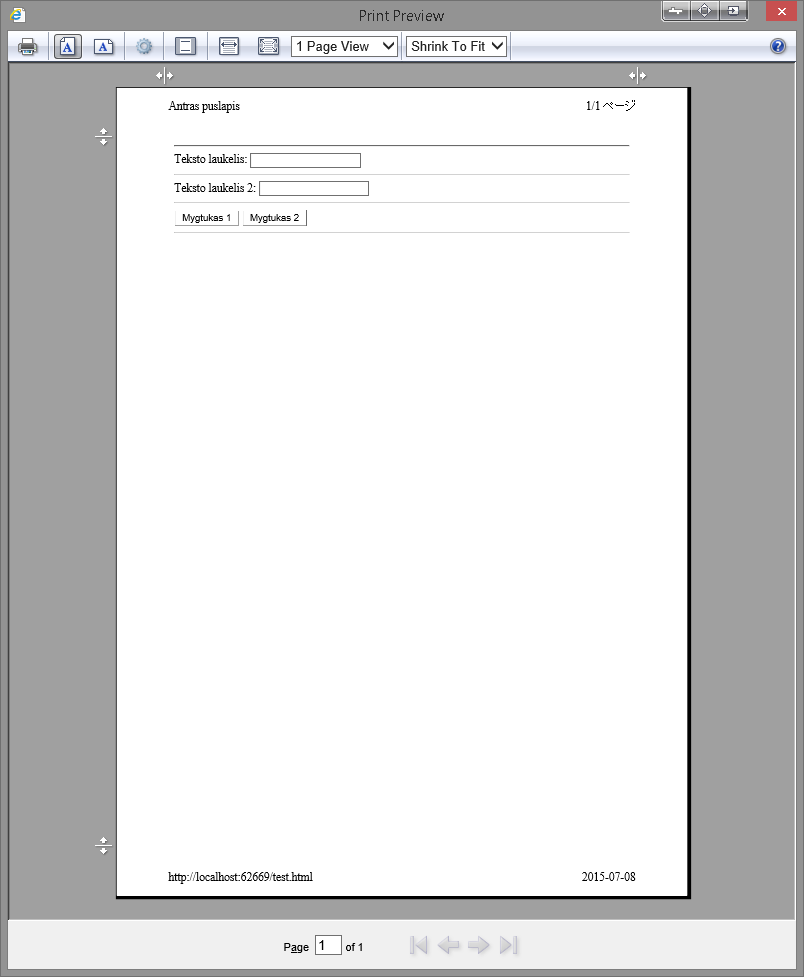 Print Preview
1 Page View
Shrink To Fit
Antras puslapis
1/1 ページ
Teksto laukelis:
Teksto laukelis 2:
Mygtukas 1 Mygtukas 2
http://localhost:62669/test.html
2015-07-08
Page 1 of 1